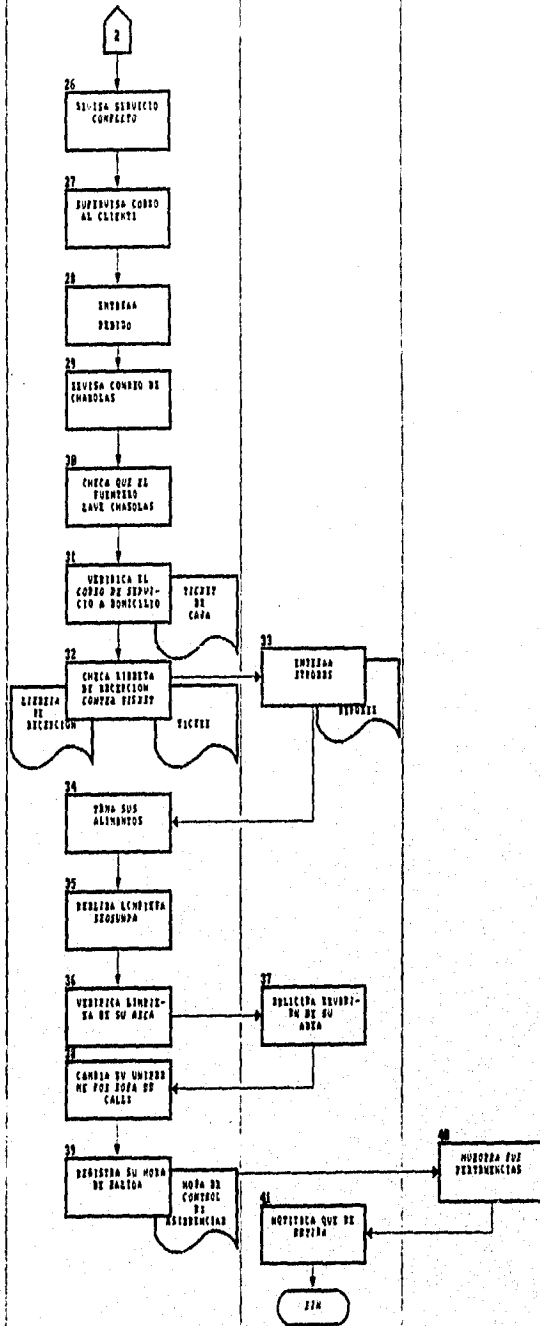 2
26
REVISA SERVICIO
COMPLETO
27
SUPERVISA COBRO
AL CLIENTE
28
ENTREGA
PEDIDO
29
REVISA CONTEO DE
CHAROLAS
30
CHECA QUE EL
FUENTERO
LAVE CHAROLAS
31
VERIFICA EL
COBRO DE SERVI-
CIO A DOMICILIO
TICKET
DE
CAJA
32
CHECA LIBRETA
DE RECEPCION
CONTRA TICKET
LIBRETA
DE
RECEPCION
TICKET
33
ENTREGA
34
TOMA SUS
ALIMENTOS
35
REALIZA LIMPIEZA
PROFUNDA
36
VERIFICA LIMPIE-
ZA DE SU AREA
37
SOLICITA REVISI-
ON DE SU
AREA
38
CAMBIA SU UNIFOR
ME POR ROPA DE
CALLE
39
REGISTRA SU HORA
DE SALIDA
HOJA DE
CONTROL
DE
ASISTENCIAS
40
MUESTRA SUS
PERTENENCIAS
41
NOTIFICA QUE SE
RETIRA
FIN